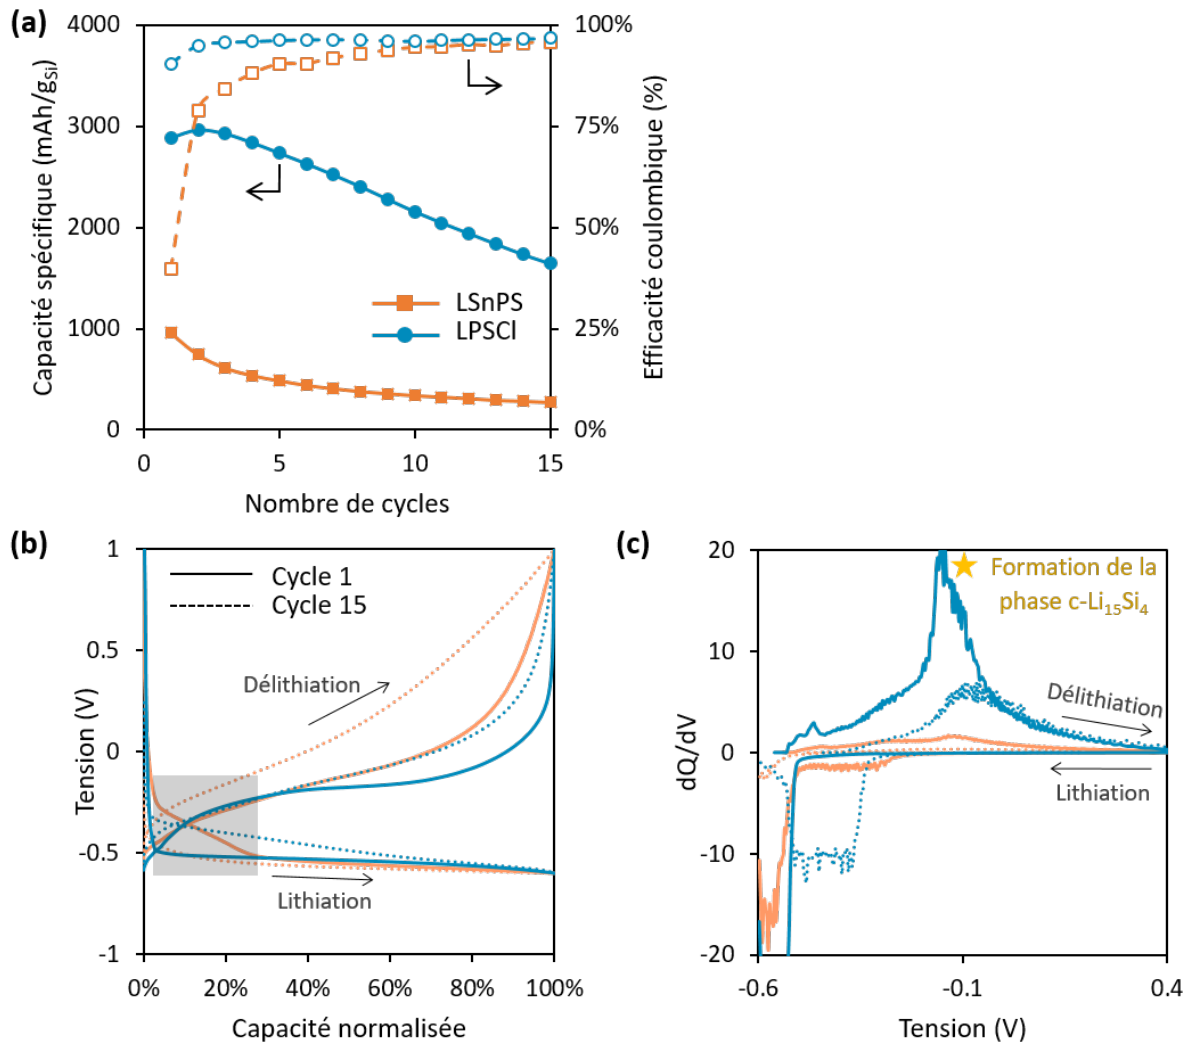 (a)
4000
3000
2000
1000
0
Capacité spécifique (mAh/gSi)
100%
75%
50%
25%
0%
Efficacité coulombique (%)
LSnPS
LPSCl
0
5
10
15
Nombre de cycles
(b)
1
0.5
0
-0.5
-1
Tension (V)
Cycle 1
Cycle 15
Délithiation
Lithiation
0%
20%
40%
60%
80%
100%
Capacité normalisée
(c)
20
10
0
-10
-20
dQ/dV
Formation de la
phase c-Li15Si4
Délithiation
Lithiation
-0.6
-0.1
0.4
Tension (V)